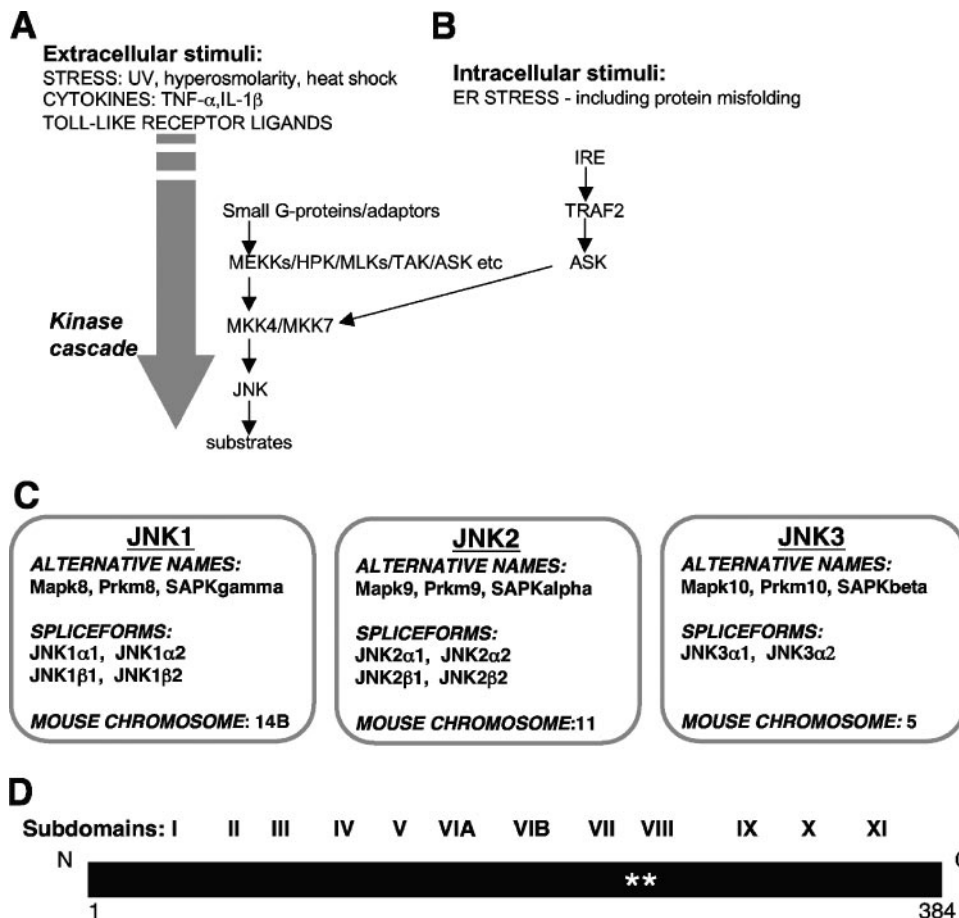 A
Extracellular stimuli:
STRESS: UV, hyperosmolarity, heat shock
CYTOKINES: TNF-α,IL-1β
TOLL-LIKE RECEPTOR LIGANDS
Small G-proteins/adaptors
MEKKs/HPK/MLKs/TAK/ASK etc
MKK4/MKK7
JNK
substrates
Kinase
cascade
B
Intracellular stimuli:
ER STRESS - including protein misfolding
IRE
TRAF2
ASK
C
JNK1
ALTERNATIVE NAMES:
Mapk8, Prkm8, SAPKgamma
SPLICEFORMS:
JNK1α1, JNK1α2
JNK1β1, JNK1β2
MOUSE CHROMOSOME: 14B
JNK2
ALTERNATIVE NAMES:
Mapk9, Prkm9, SAPKalpha
SPLICEFORMS:
JNK2α1, JNK2α2
JNK2β1, JNK2β2
MOUSE CHROMOSOME:11
JNK3
ALTERNATIVE NAMES:
Mapk10, Prkm10, SAPKbeta
SPLICEFORMS:
JNK3α1, JNK3α2
MOUSE CHROMOSOME: 5
D
Subdomains: I II III IV V VIA VIB VII VIII IX X XI
N
**
1 384